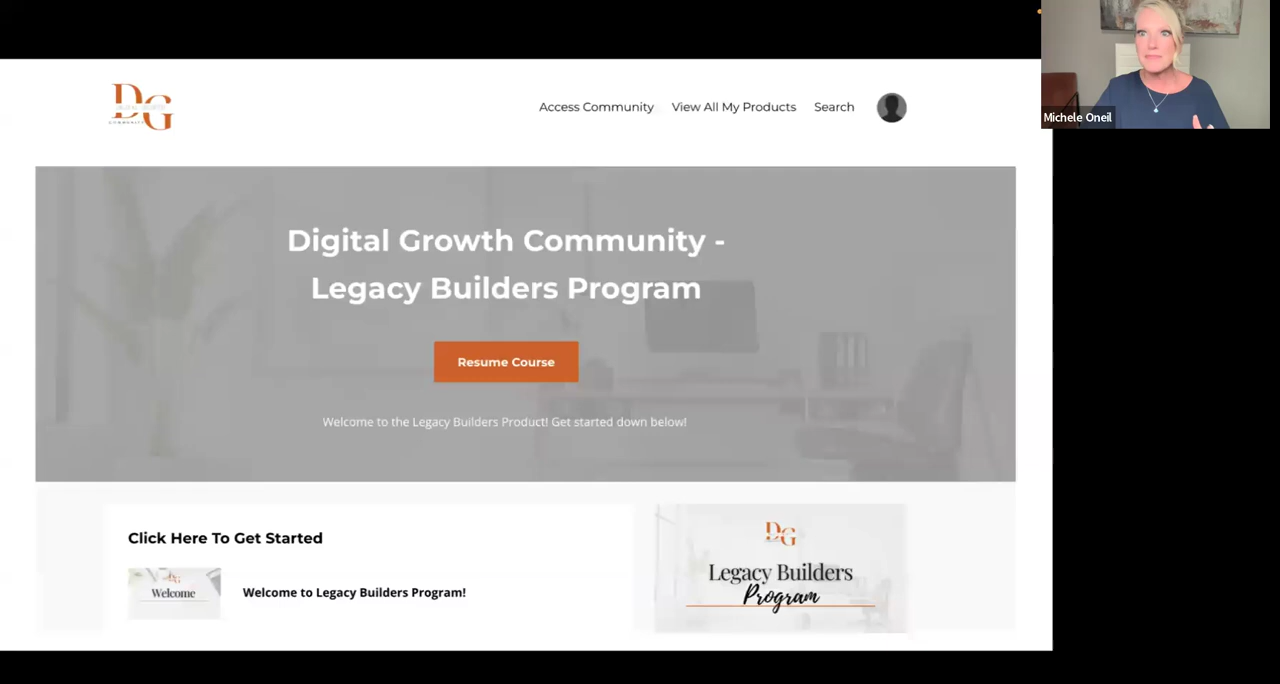 DG
COMMUNITY
Access Community
View All My Products
Search
Michele Oneil
Digital Growth Community -
Legacy Builders Program
Resume Course
Welcome to the Legacy Builders Product! Get started down below!
Click Here To Get Started
DG
Welcome
Welcome to Legacy Builders Program!
DG
Legacy Builders
Program